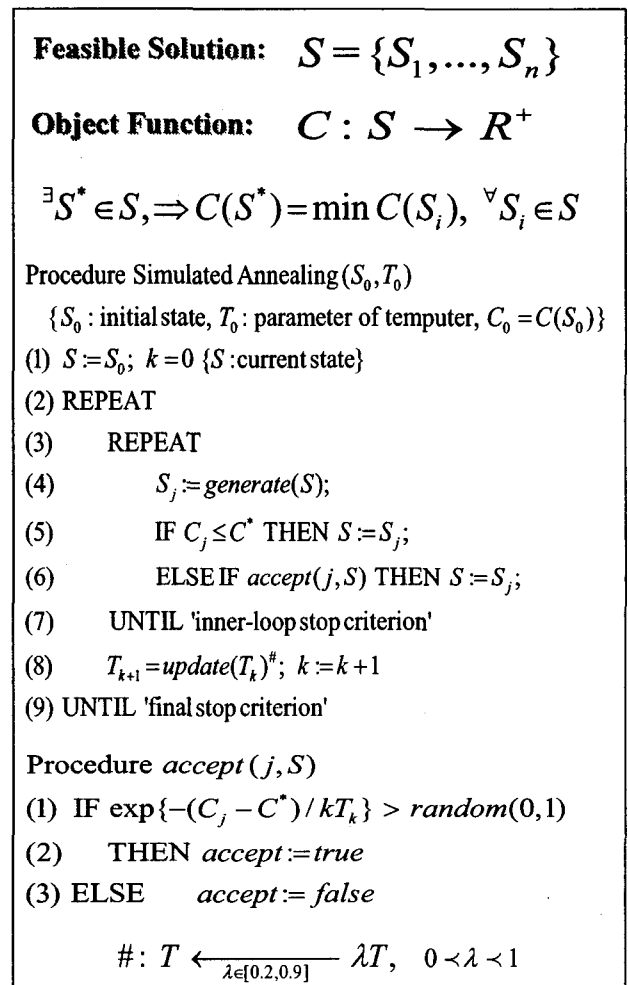 Feasible Solution: S = {S₁,..., Sₙ}
Object Function: C : S → R⁺
∃S* ∈ S, ⇒ C(S*) = min C(Sᵢ), ∀Sᵢ ∈ S
Procedure Simulated Annealing (S₀,T₀)
{S₀ : initial state, T₀ : parameter of temputer, C₀ = C(S₀)}
(1) S := S₀; k = 0 {S : current state}
(2) REPEAT
(3) REPEAT
(4) Sⱼ := generate(S);
(5) IF Cⱼ ≤ C* THEN S := Sⱼ;
(6) ELSE IF accept(j, S) THEN S := Sⱼ;
(7) UNTIL 'inner-loop stop criterion'
(8) Tₖ₊₁ = update(Tₖ)^#; k := k + 1
(9) UNTIL 'final stop criterion'
Procedure accept (j, S)
(1) IF exp{-(Cⱼ - C*) / kTₖ} > random(0,1)
(2) THEN accept := true
(3) ELSE accept := false
#: T ←_{λ∈[0.2,0.9]} λT, 0 ≺ λ ≺ 1